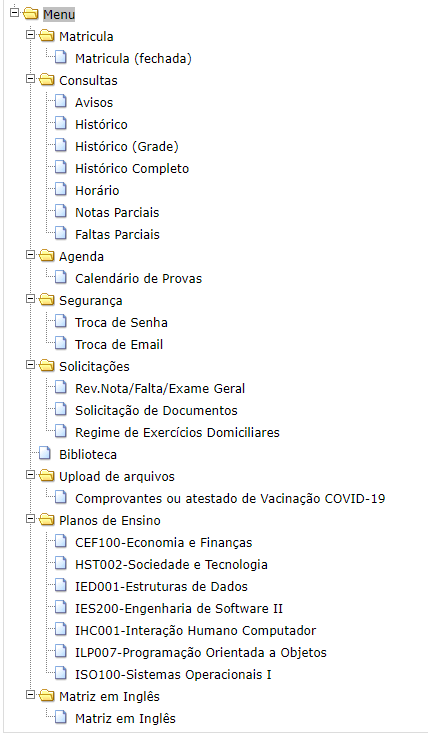 Menu
Matricula
Matricula (fechada)
Consultas
Avisos
Histórico
Histórico (Grade)
Histórico Completo
Horário
Notas Parciais
Faltas Parciais
Agenda
Calendário de Provas
Segurança
Troca de Senha
Troca de Email
Solicitações
Rev.Nota/Falta/Exame Geral
Solicitação de Documentos
Regime de Exercícios Domiciliares
Biblioteca
Upload de arquivos
Comprovantes ou atestado de Vacinação COVID-19
Planos de Ensino
CEF100-Economia e Finanças
HST002-Sociedade e Tecnologia
IED001-Estruturas de Dados
IES200-Engenharia de Software II
IHC001-Interação Humano Computador
ILP007-Programação Orientada a Objetos
ISO100-Sistemas Operacionais I
Matriz em Inglês
Matriz em Inglês